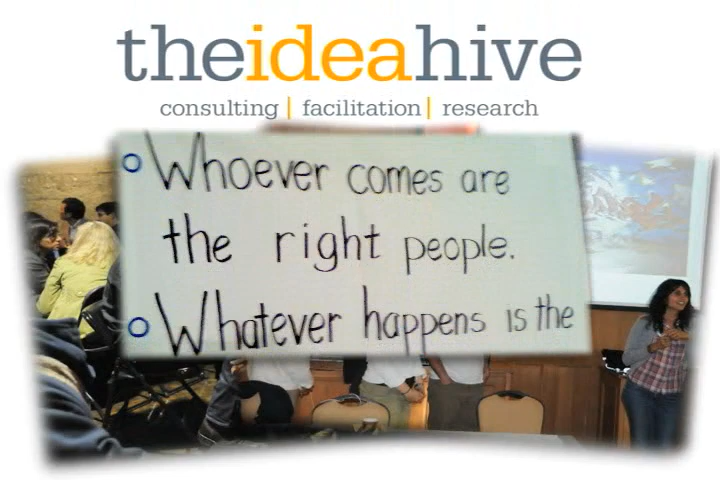 theideahive
consulting | facilitation | research
Whoever comes are
the right people.
Whatever happens is the